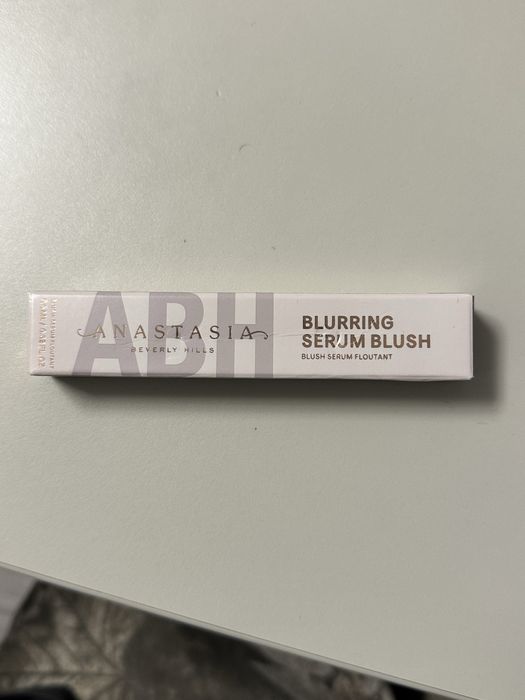 ABH
ANASTASIA
BEVERLY HILLS
BLURRING
SERUM BLUSH
BLUSH SERUM FLOUTANT